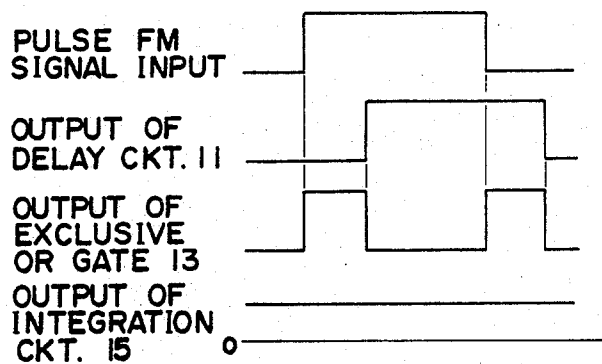 PULSE FM
SIGNAL INPUT
OUTPUT OF
DELAY CKT. 11
OUTPUT OF
EXCLUSIVE
OR GATE 13
OUTPUT OF
INTEGRATION
CKT. 15
0